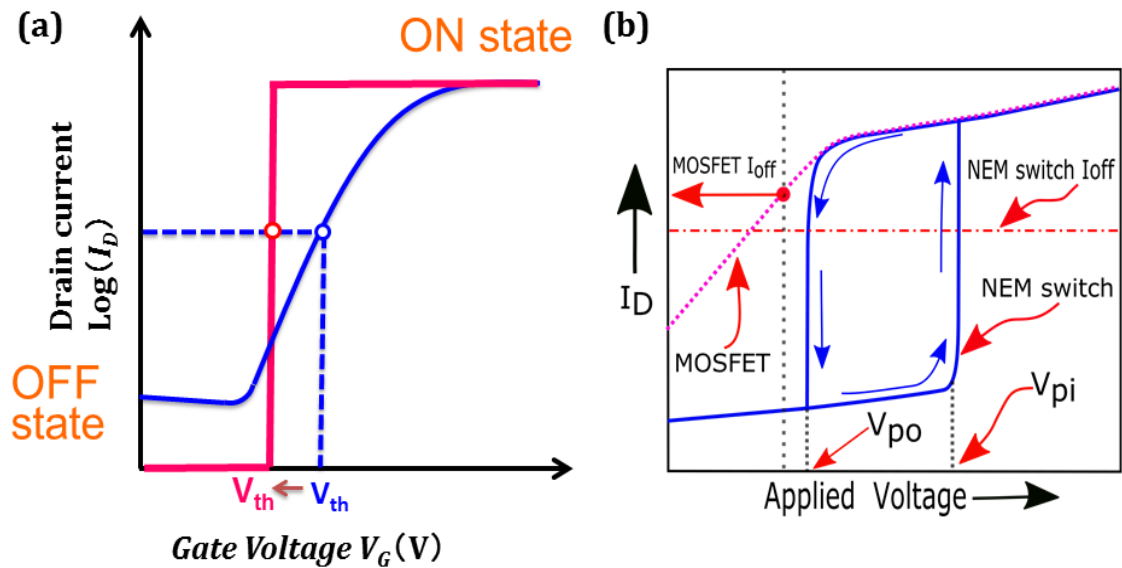 (a)
ON state
Drain current
Log(I_D)
OFF
state
V_th
V_th
Gate Voltage V_G(V)
(b)
MOSFET I_off
NEM switch Ioff
I_D
NEM switch
MOSFET
V_po
V_pi
Applied Voltage